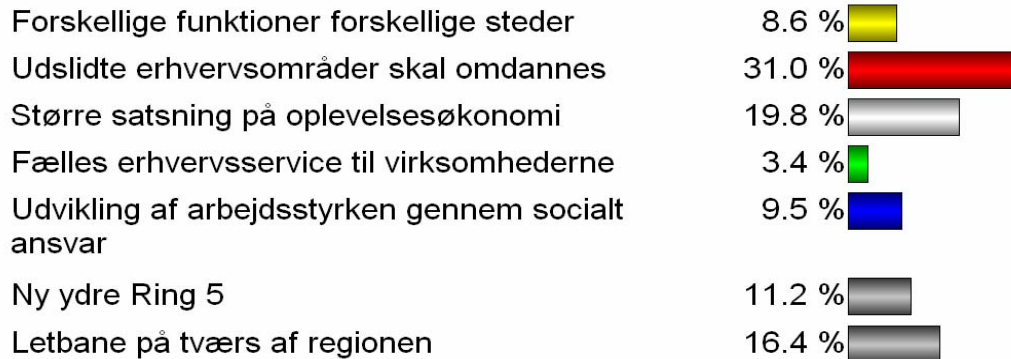 Forskellige funktioner forskellige steder 8.6 %
Udslidte erhvervsområder skal omdannes 31.0 %
Større satsning på oplevelsesøkonomi 19.8 %
Fælles erhvervsservice til virksomhederne 3.4 %
Udvikling af arbejdsstyrken gennem socialt 9.5 %
ansvar
Ny ydre Ring 5 11.2 %
Letbane på tværs af regionen 16.4 %